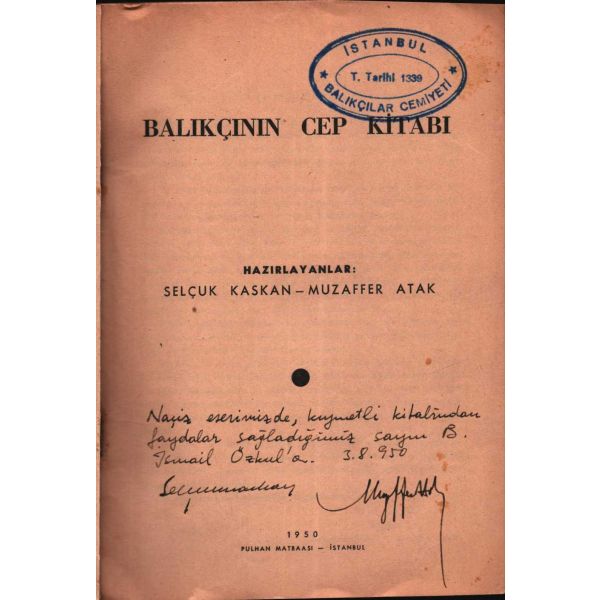 İSTANBUL
T. Tarihi 1339
★ BALIKÇILAR CEMİYETİ ★
BALIKÇININ CEP KİTABI
HAZIRLAYANLAR:
SELÇUK KASKAN — MUZAFFER ATAK
Naçiz eserimizde, kıymetli kitabından
faydalar sağladığımız sayın B.
İsmail Özkul'a. 3.8.950
1950
PULHAN MATBAASI — İSTANBUL